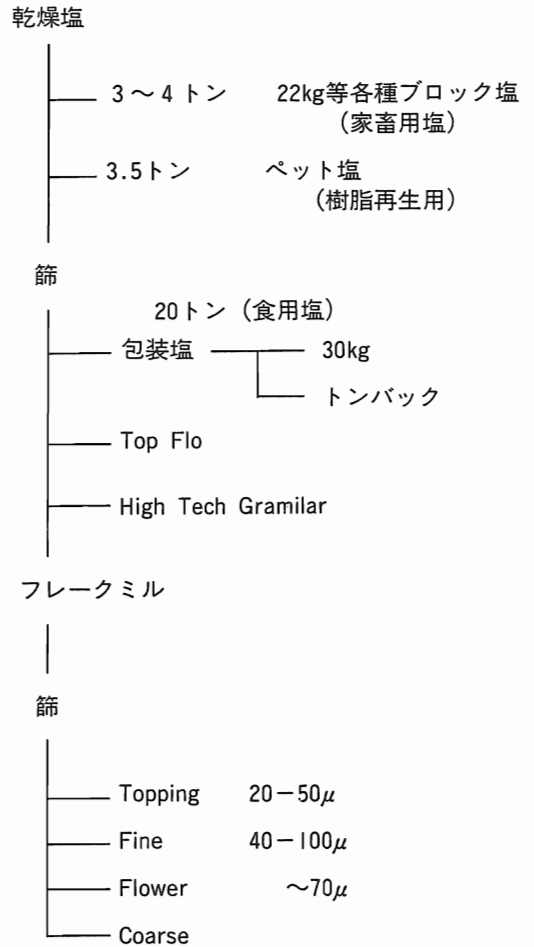 乾燥塩
3～4トン 22kg等各種ブロック塩
（家畜用塩）
3.5トン ペット塩
（樹脂再生用）
篩
20トン（食用塩）
包装塩 30kg
トンバック
Top Flo
High Tech Gramilar
フレークミル
篩
Topping 20－50μ
Fine 40－100μ
Flower ～70μ
Coarse